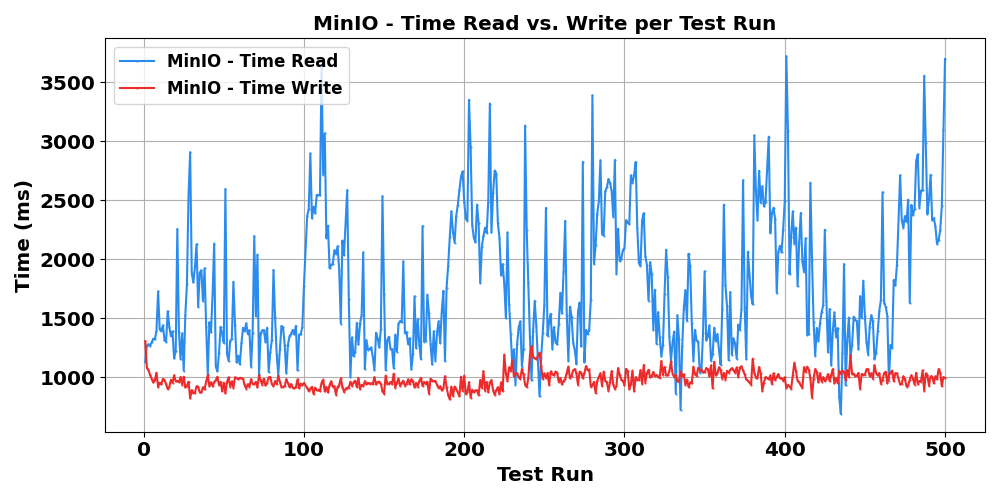 MinIO - Time Read vs. Write per Test Run
MinIO - Time Read
MinIO - Time Write
Time (ms)
3500
3000
2500
2000
1500
1000
0 100 200 300 400 500
Test Run